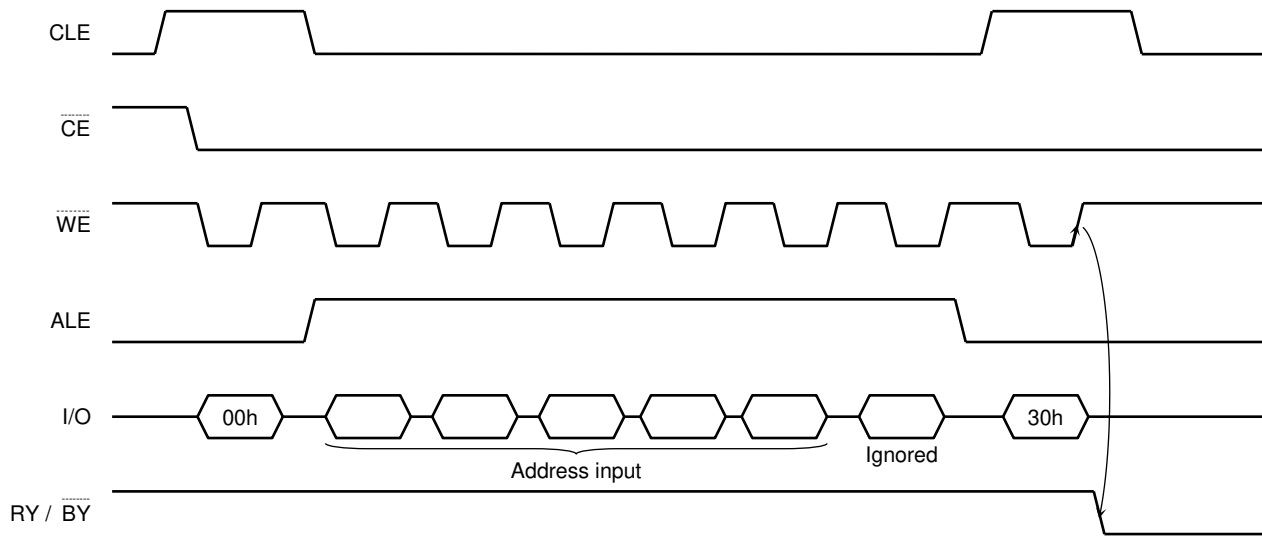 CLE
CE
WE
ALE
I/O
00h
30h
Address input
Ignored
RY / BY